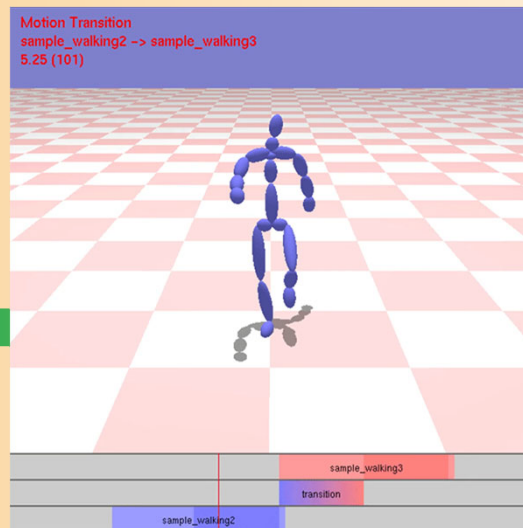 Motion Transition
sample_walking2 -> sample_walking3
5.25 (101)
sample_walking3
transition
sample_walking2